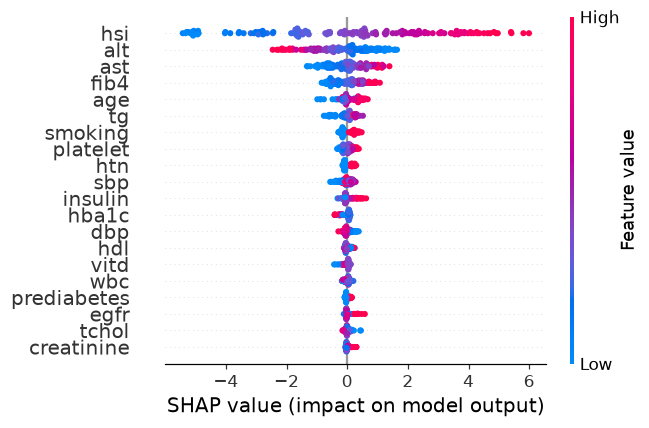 High
hsi
alt
ast
fib4
age
tg
smoking
platelet
htn
sbp
insulin
hba1c
dbp
hdl
vitd
wbc
prediabetes
egfr
tchol
creatinine
Low
Feature value
−4 −2 0 2 4 6
SHAP value (impact on model output)